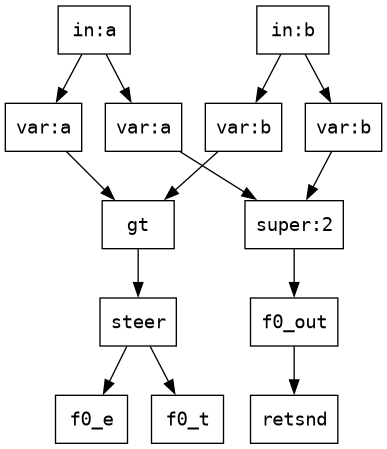 in:a in:b
var:a var:a var:b var:b
gt super:2
steer f0_out
f0_e f0_t retsnd